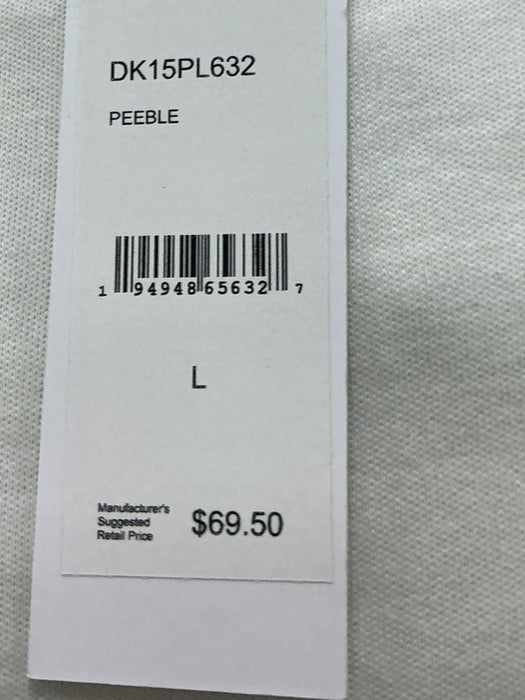 DK15PL632
PEEBLE
1 94948 65632 7
L
Manufacturer's
Suggested
Retail Price
$69.50